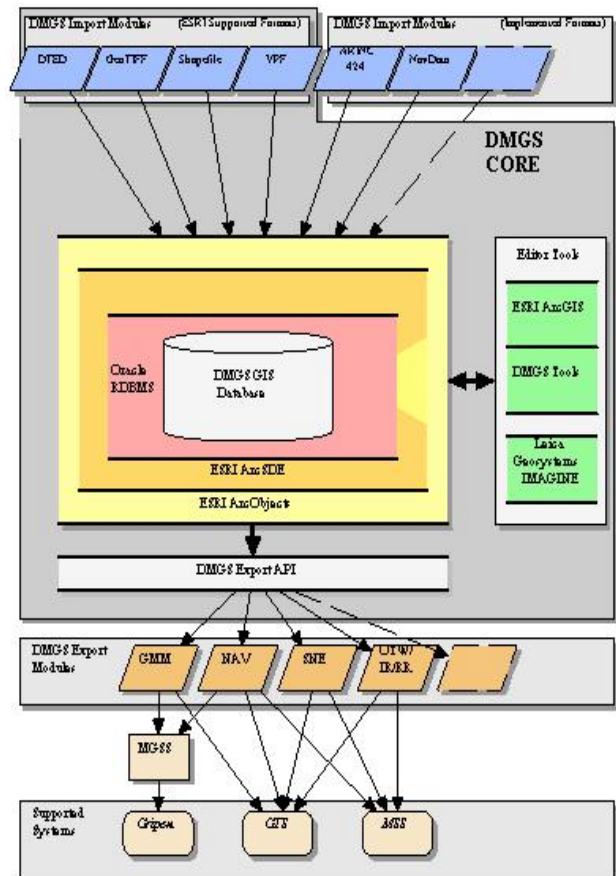 DMGS Import Modules (ESRI Supported Formats)
DMGS Import Modules (Implemented Formats)
DTED
GeoTIFF
Shapefile
VPF
ARINC
424
NavData
DMGS
CORE
Editor Tools
ESRI ArcGIS
DMGS Tools
Leica
Geosystems
IMAGINE
Oracle
RDBMS
DMGS GIS
Database
ESRI ArcSDE
ESRI ArcObjects
DMGS Export API
DMGS Export
Modules
GMM
NAV
SNE
OTW/
IR/RR
MGSS
Supported
Systems
Gripen
GTS
MSS